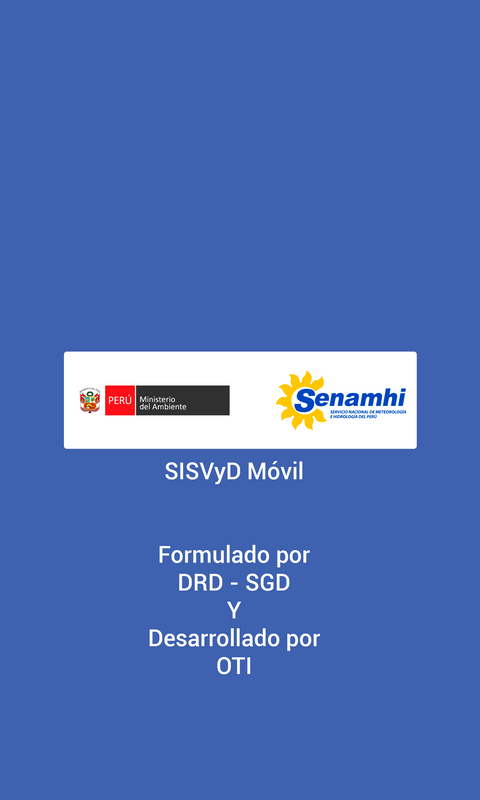 PERÚ
Ministerio
del Ambiente
Senamhi
SERVICIO NACIONAL DE METEOROLOGÍA
E HIDROLOGÍA DEL PERÚ
SISVyD Móvil
Formulado por
DRD - SGD
Y
Desarrollado por
OTI